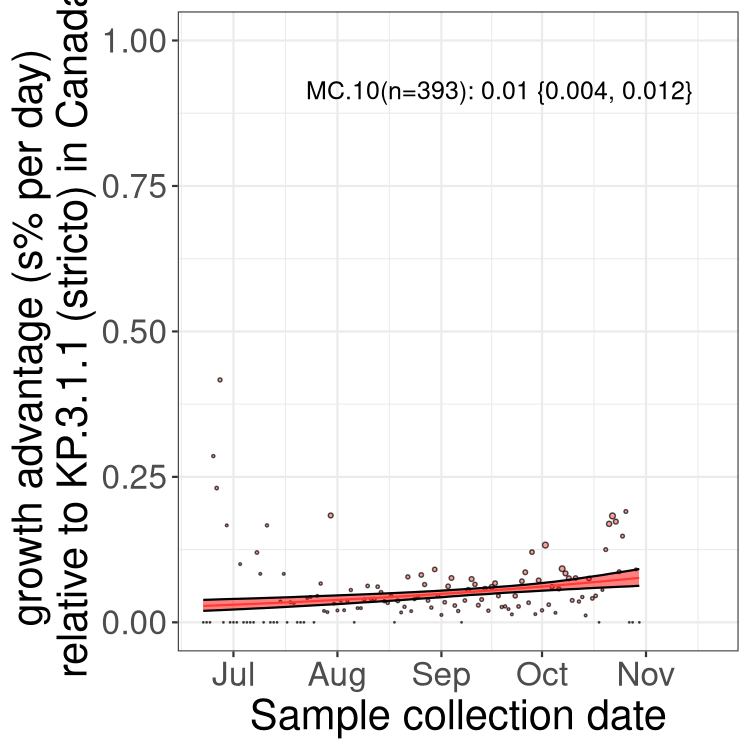 growth advantage (s% per day)
relative to KP.3.1.1 (stricto) in Canada
1.00
0.75
0.50
0.25
0.00
MC.10(n=393): 0.01 {0.004, 0.012}
Jul Aug Sep Oct Nov
Sample collection date